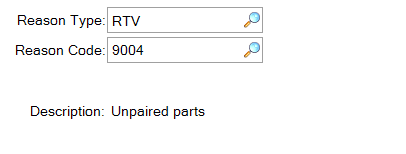 Reason Type: RTV
Reason Code: 9004
Description: Unpaired parts